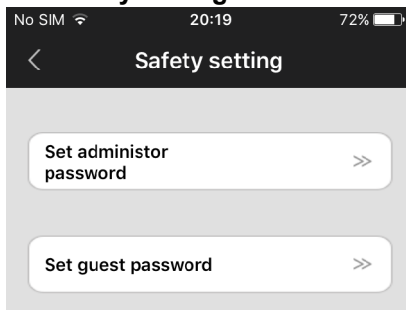 No SIM 20:19 72%
Safety setting
Set administor
password
Set guest password